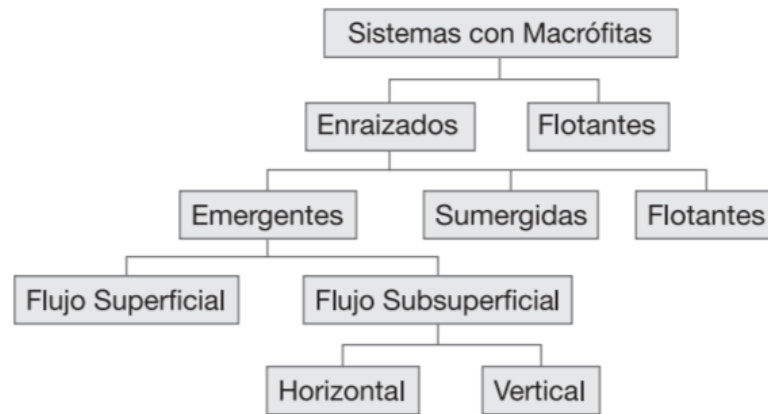 Sistemas con Macrófitas
Enraizados
Flotantes
Emergentes
Sumergidas
Flotantes
Flujo Superficial
Flujo Subsuperficial
Horizontal
Vertical